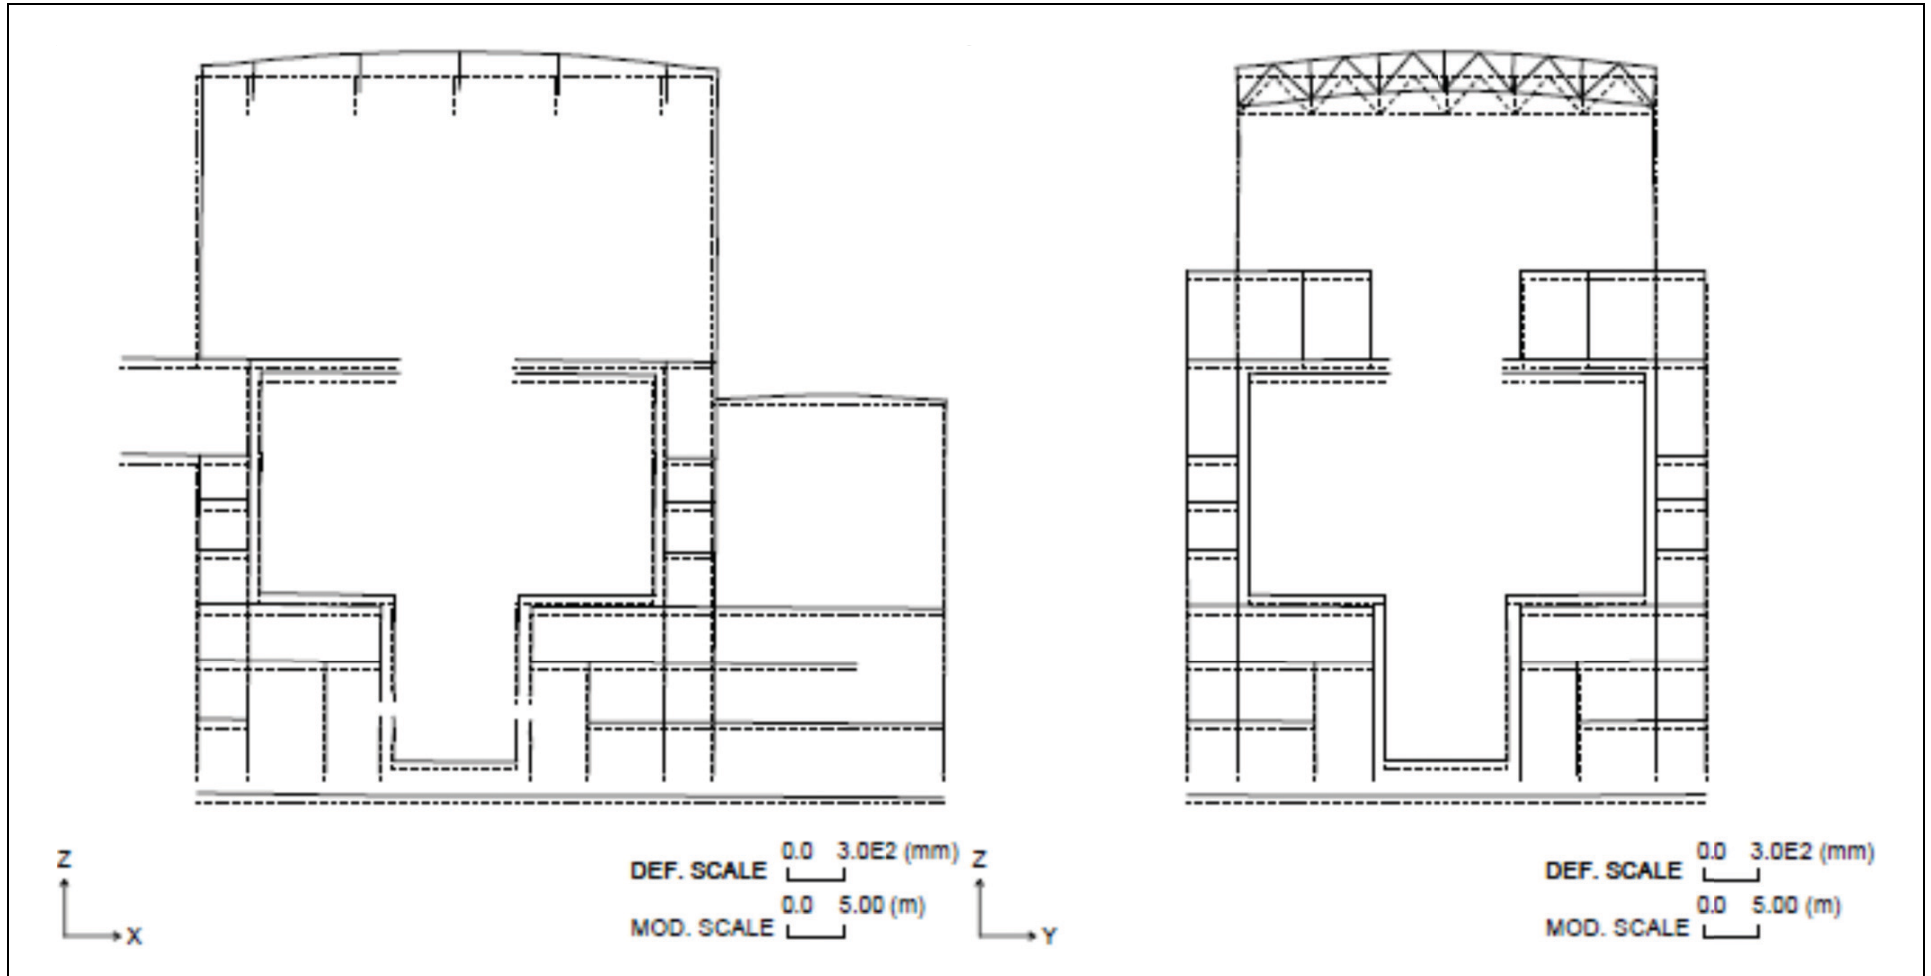 Z
X
DEF. SCALE 0.0 3.0E2 (mm)
MOD. SCALE 0.0 5.00 (m)
Z
Y
DEF. SCALE 0.0 3.0E2 (mm)
MOD. SCALE 0.0 5.00 (m)